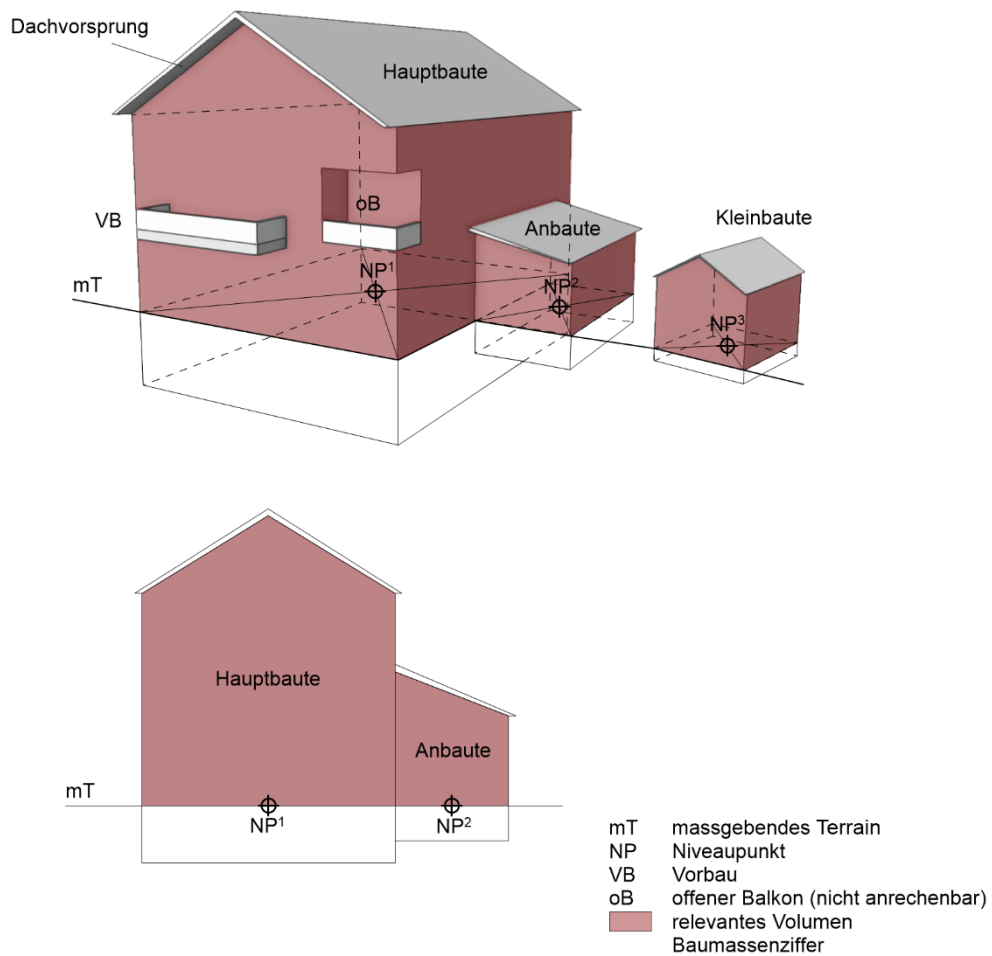 Dachvorsprung
Hauptbaute
oB
VB
Anbaute
Kleinbaute
mT
NP¹
NP²
NP³
Hauptbaute
Anbaute
mT
NP¹
NP²
mT massgebendes Terrain
NP Niveaupunkt
VB Vorbau
oB offener Balkon (nicht anrechenbar)
relevantes Volumen
Baumassenziffer